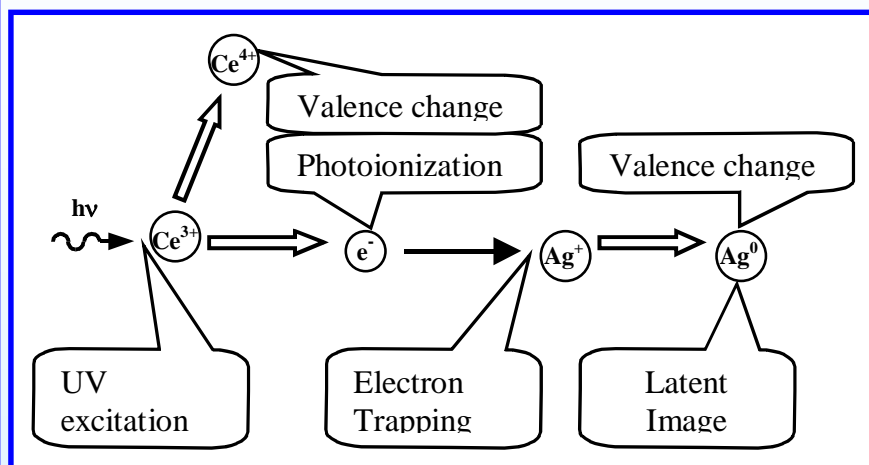 Ce⁴⁺
Valence change
Photoionization
Valence change
hν
Ce³⁺
e⁻
Ag⁺
Ag⁰
UV
excitation
Electron
Trapping
Latent
Image